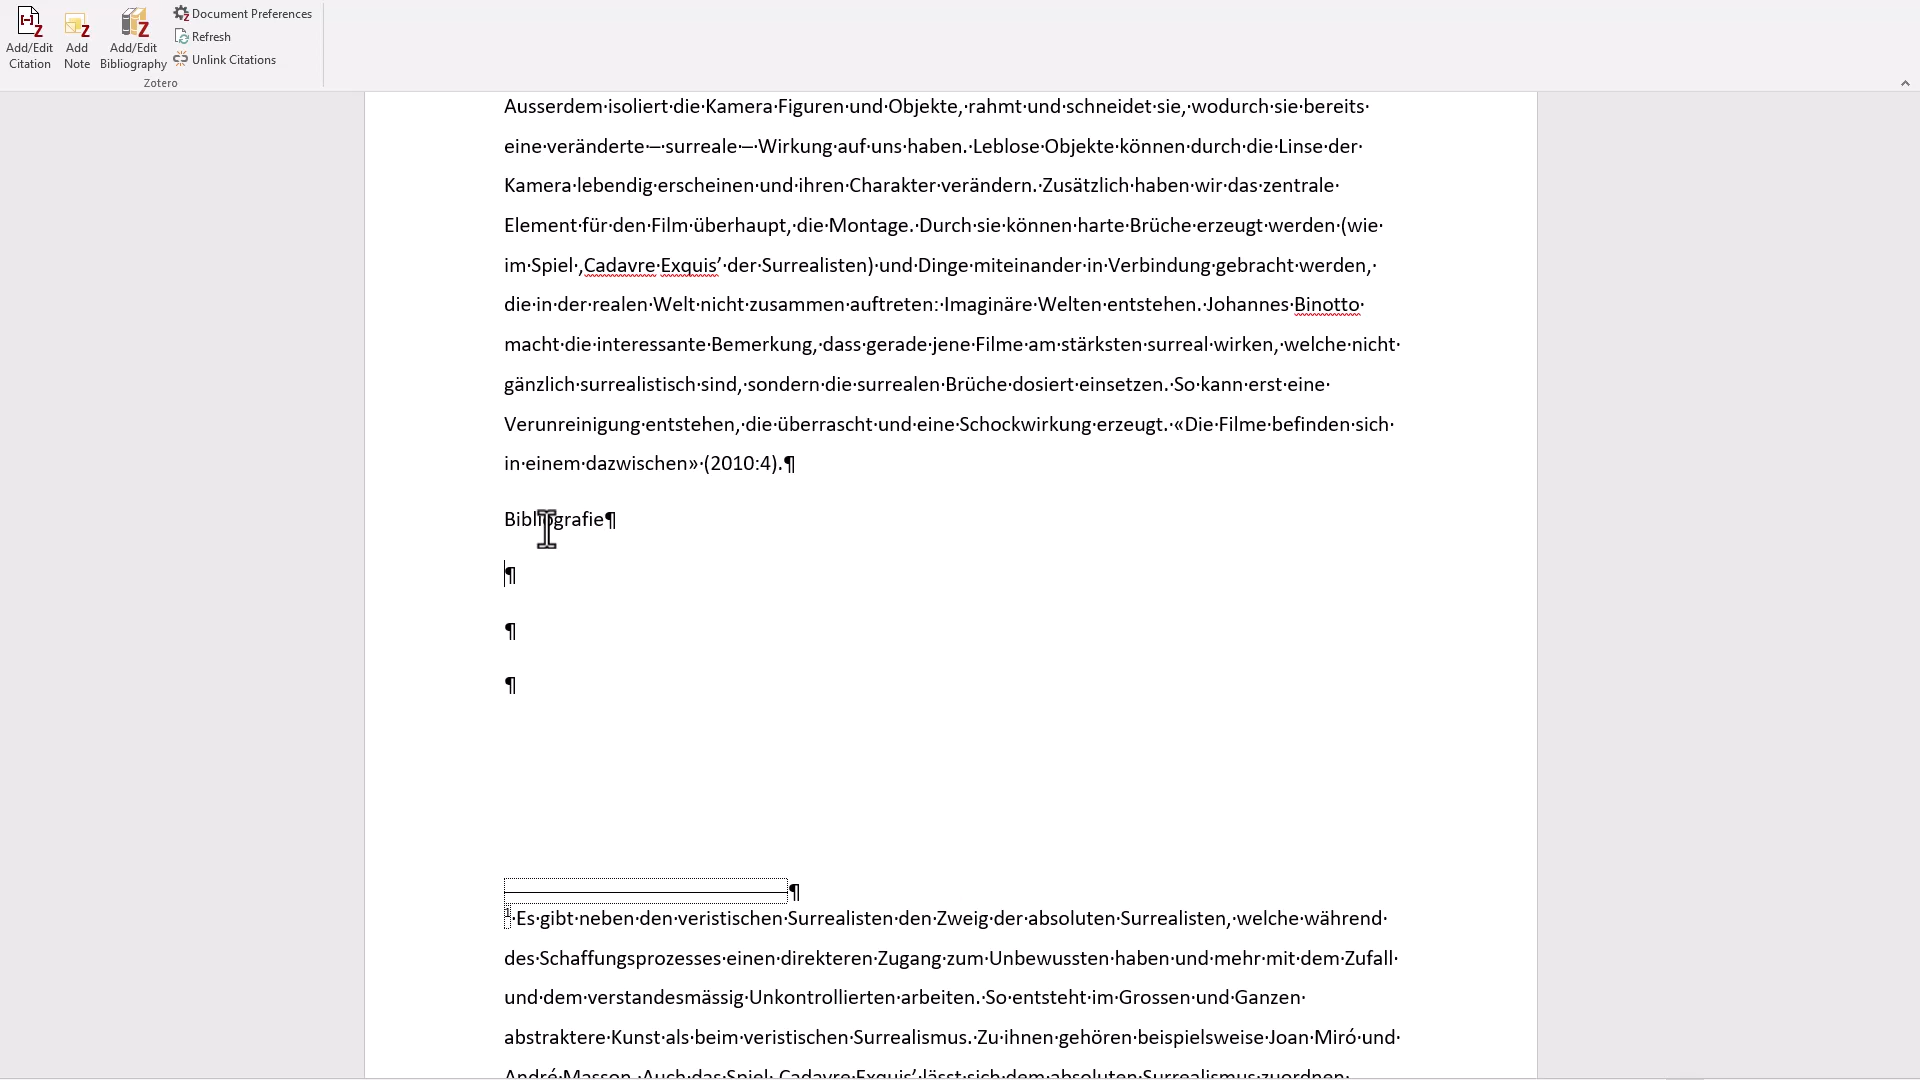 Add/Edit Citation
Add Note
Add/Edit Bibliography
Document Preferences
Refresh
Unlink Citations
Zotero
Ausserdem isoliert die Kamera Figuren und Objekte, rahmt und schneidet sie, wodurch sie bereits
eine veränderte – surreale – Wirkung auf uns haben. Leblose Objekte können durch die Linse der
Kamera lebendig erscheinen und ihren Charakter verändern. Zusätzlich haben wir das zentrale
Element für den Film überhaupt, die Montage. Durch sie können harte Brüche erzeugt werden (wie
im Spiel ‚Cadavre Exquis’ der Surrealisten) und Dinge miteinander in Verbindung gebracht werden,
die in der realen Welt nicht zusammen auftreten: Imaginäre Welten entstehen. Johannes Binotto
macht die interessante Bemerkung, dass gerade jene Filme am stärksten surreal wirken, welche nicht
gänzlich surrealistisch sind, sondern die surrealen Brüche dosiert einsetzen. So kann erst eine
Verunreinigung entstehen, die überrascht und eine Schockwirkung erzeugt. «Die Filme befinden sich
in einem dazwischen» (2010:4).¶
Bibliografie¶
¶
¶
¶
¶
1 Es gibt neben den veristischen Surrealisten den Zweig der absoluten Surrealisten, welche während
des Schaffungsprozesses einen direkteren Zugang zum Unbewussten haben und mehr mit dem Zufall
und dem verstandesmässig Unkontrollierten arbeiten. So entsteht im Grossen und Ganzen
abstraktere Kunst als beim veristischen Surrealismus. Zu ihnen gehören beispielsweise Joan Miró und
André Masson. Auch das Spiel ‚Cadavre Exquis’ lässt sich dem absoluten Surrealismus zuordnen.